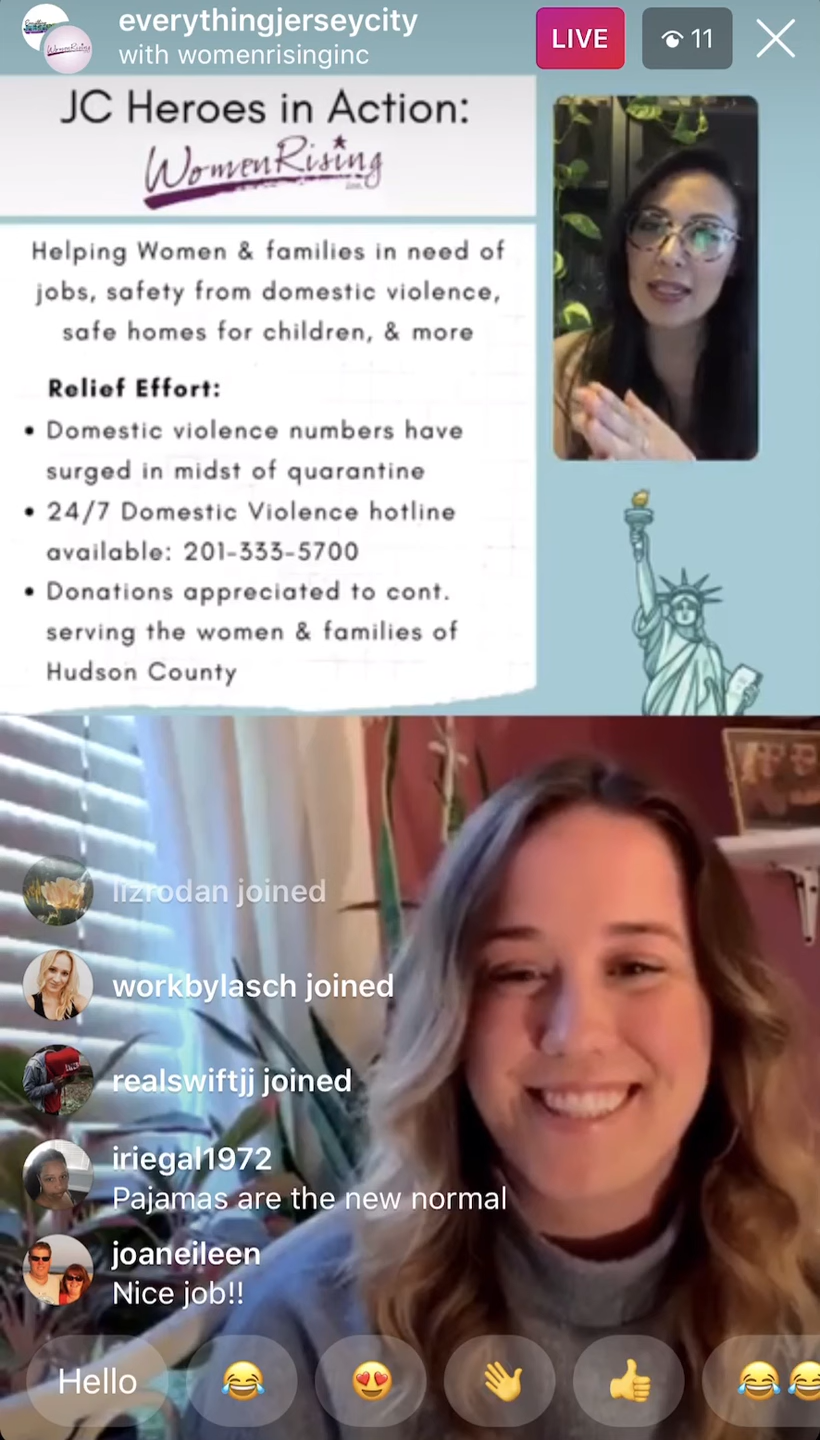 everythingjerseycity
with womenrisinginc
LIVE
11
JC Heroes in Action:
WomenRising
inc.
Helping Women & families in need of
jobs, safety from domestic violence,
safe homes for children, & more
Relief Effort:
• Domestic violence numbers have
surged in midst of quarantine
• 24/7 Domestic Violence hotline
available: 201-333-5700
• Donations appreciated to cont.
serving the women & families of
Hudson County
lizrodan joined
workbylasch joined
realswiftjj joined
iriegal1972
Pajamas are the new normal
joaneileen
Nice job!!
Hello